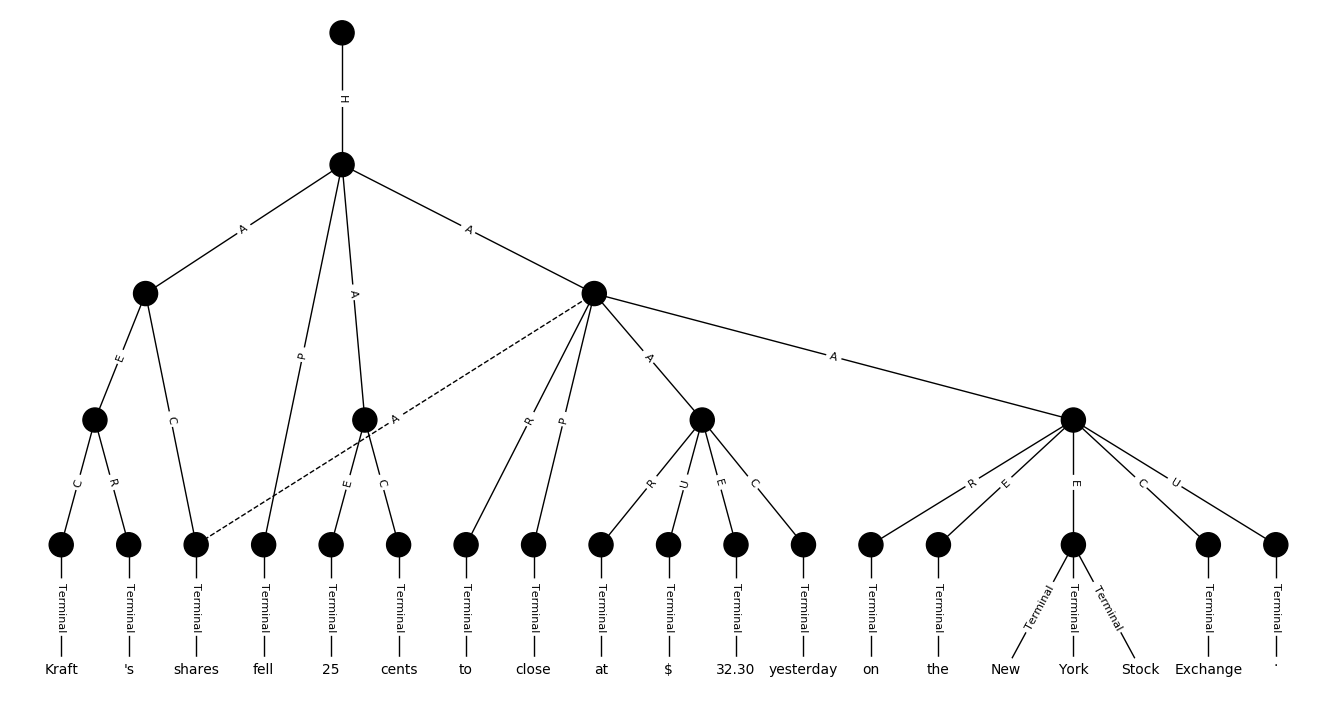 H
A A
A
E P A A
C A R P
C R E C R U E C R E E C U
Terminal Terminal Terminal Terminal Terminal Terminal Terminal Terminal Terminal Terminal Terminal Terminal Terminal Terminal Terminal Terminal Terminal Terminal Terminal
Kraft 's shares fell 25 cents to close at $ 32.30 yesterday on the New York Stock Exchange .